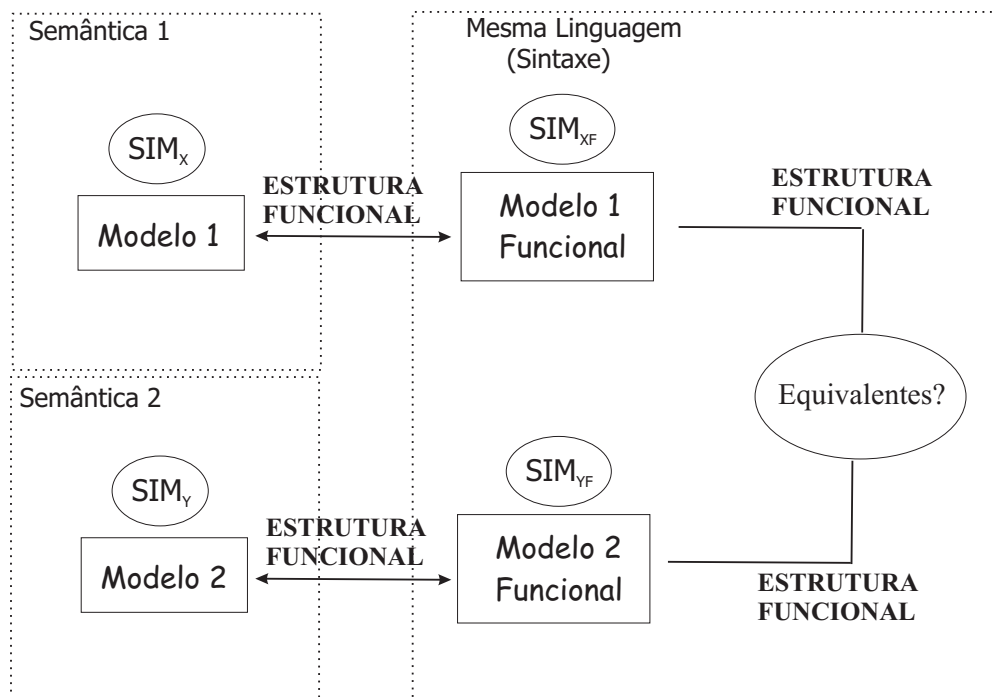 Semântica 1
Mesma Linguagem
(Sintaxe)
SIMX
SIMXF
ESTRUTURA
FUNCIONAL
Modelo 1
Modelo 1
Funcional
ESTRUTURA
FUNCIONAL
Equivalentes?
Semântica 2
SIMY
SIMYF
ESTRUTURA
FUNCIONAL
Modelo 2
Modelo 2
Funcional
ESTRUTURA
FUNCIONAL